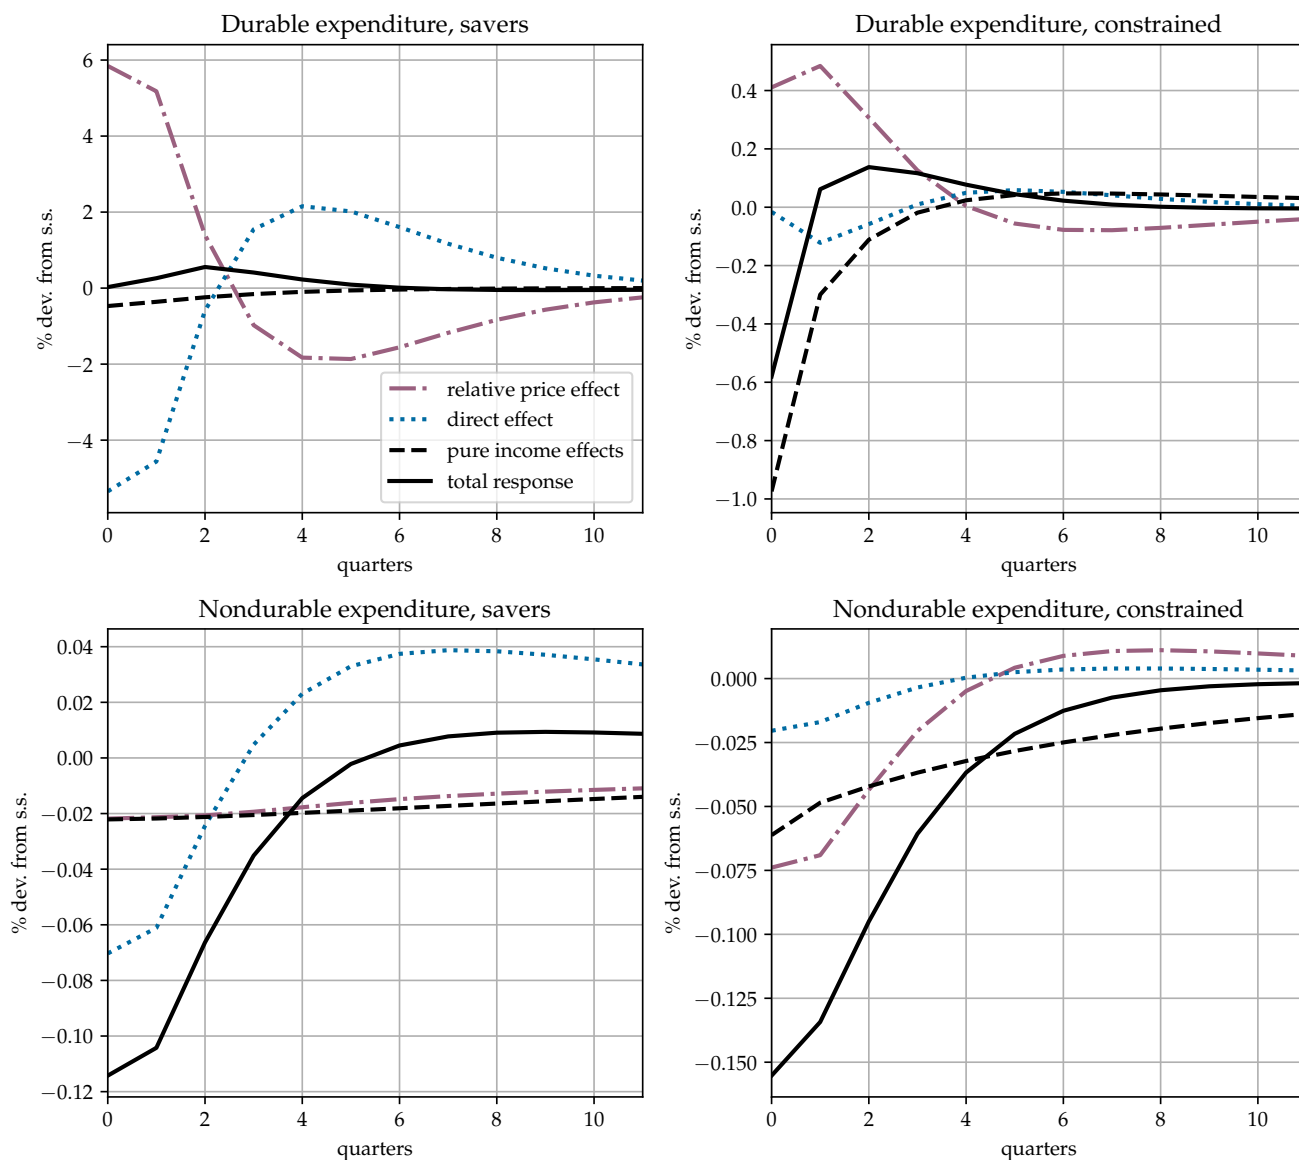 Durable expenditure, savers
% dev. from s.s.
6
4
2
0
−2
−4
relative price effect
direct effect
pure income effects
total response
0 2 4 6 8 10
quarters
Durable expenditure, constrained
% dev. from s.s.
0.4
0.2
0.0
−0.2
−0.4
−0.6
−0.8
−1.0
0 2 4 6 8 10
quarters
Nondurable expenditure, savers
% dev. from s.s.
0.04
0.02
0.00
−0.02
−0.04
−0.06
−0.08
−0.10
−0.12
0 2 4 6 8 10
quarters
Nondurable expenditure, constrained
% dev. from s.s.
0.000
−0.025
−0.050
−0.075
−0.100
−0.125
−0.150
0 2 4 6 8 10
quarters